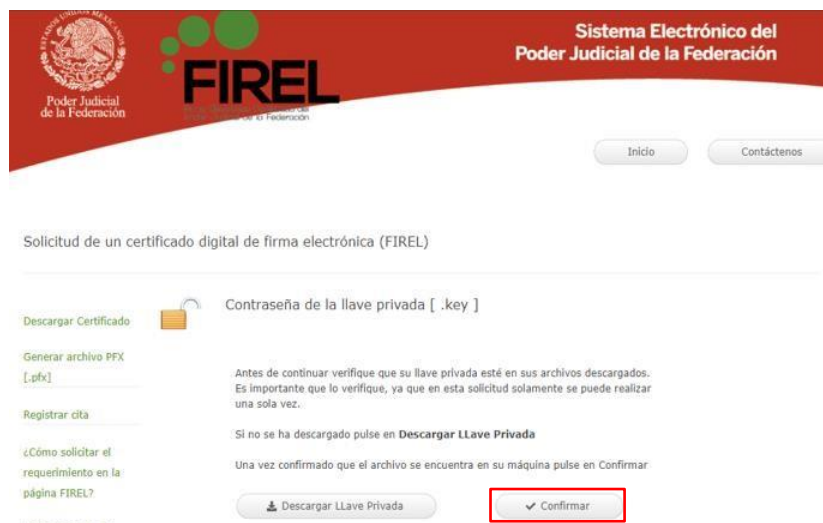 ESTADOS UNIDOS MEXICANOS
Poder Judicial
de la Federación
FIREL
Sistema Electrónico del
Poder Judicial de la Federación
Inicio
Contáctenos
Solicitud de un certificado digital de firma electrónica (FIREL)
Descargar Certificado
Generar archivo PFX
[.pfx]
Registrar cita
¿Cómo solicitar el
requerimiento en la
página FIREL?
Contraseña de la llave privada [ .key ]
Antes de continuar verifique que su llave privada esté en sus archivos descargados.
Es importante que lo verifique, ya que en esta solicitud solamente se puede realizar
una sola vez.
Si no se ha descargado pulse en Descargar LLave Privada
Una vez confirmado que el archivo se encuentra en su máquina pulse en Confirmar
Descargar LLave Privada
Confirmar